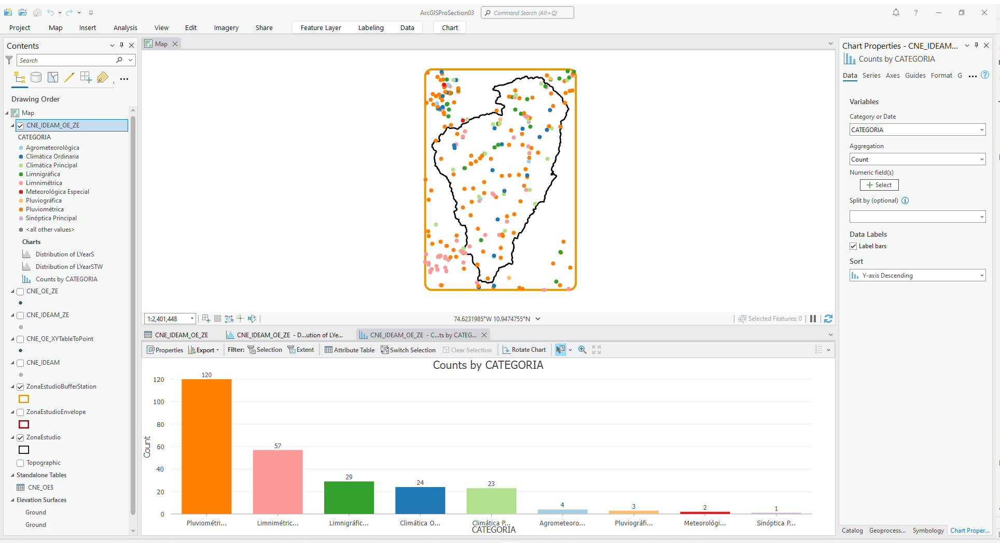 ArcGISProSection03
Command Search (Alt+Q)
Project Map Insert Analysis View Edit Imagery Share Feature Layer Labeling Data Chart
Contents
Search
Drawing Order
Map
CNE_IDEAM_OE_ZE
CATEGORIA
Agrometeorológica
Climática Ordinaria
Climática Principal
Limnigráfica
Limnimétrica
Meteorológica Especial
Pluviográfica
Pluviométrica
Sinóptica Principal
<all other values>
Charts
Distribution of LYearS
Distribution of LYearSTW
Counts by CATEGORIA
CNE_OE_ZE
CNE_IDEAM_ZE
CNE_OE_XYTableToPoint
CNE_IDEAM
ZonaEstudioBufferStation
ZonaEstudioEnvelope
ZonaEstudio
Topographic
Standalone Tables
CNE_OE$
Elevation Surfaces
Ground
Ground
Map
1:2,401,448
74.6231985°W 10.9474755°N
Selected Features: 0
CNE_IDEAM_OE_ZE
CNE_IDEAM_OE_ZE - D...ution of LYe...
CNE_IDEAM_OE_ZE - C...ts by CATEG...
Properties Export Filter: Selection Extent Attribute Table Switch Selection Clear Selection Rotate Chart
Counts by CATEGORIA
Count
120
100
80
60
40
20
0
120
57
29
24
23
4
3
2
1
Pluviométri... Limnimétric... Limnigráfic... Climática O... Climática P... Agrometeoro... Pluviográfi... Meteorológi... Sinóptica P...
CATEGORIA
Chart Properties - CNE_IDEAM...
Counts by CATEGORIA
Data Series Axes Guides Format G ...
Variables
Category or Date
CATEGORIA
Aggregation
Count
Numeric field(s)
Select
Split by (optional)
Data Labels
Label bars
Sort
Y-axis Descending
Catalog Geoprocess... Symbology Chart Proper...